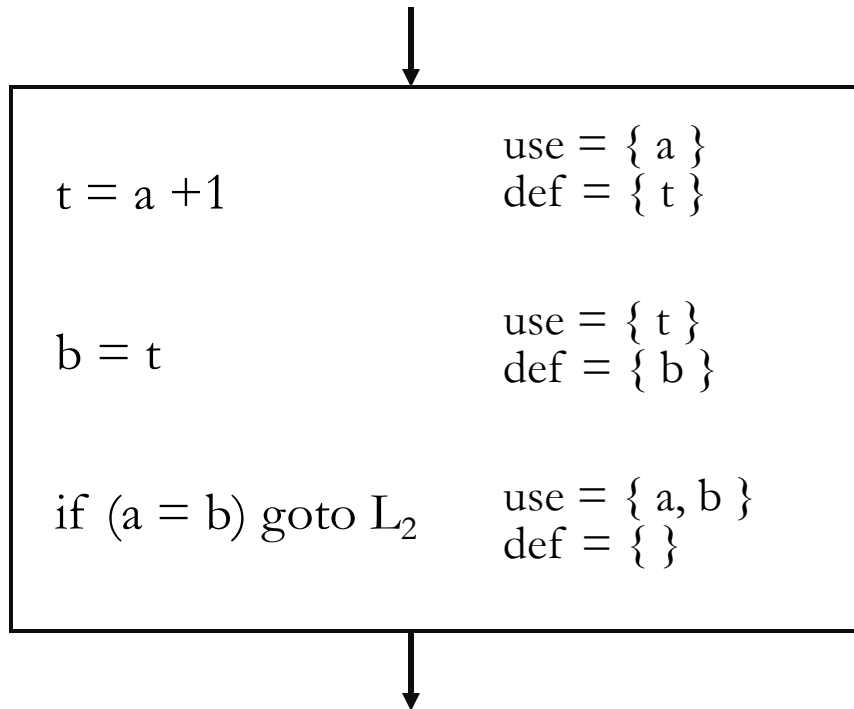 use = { a }
t = a +1
def = { t }
use = { t }
b = t
def = { b }
use = { a, b }
if (a = b) goto L₂
def = { }